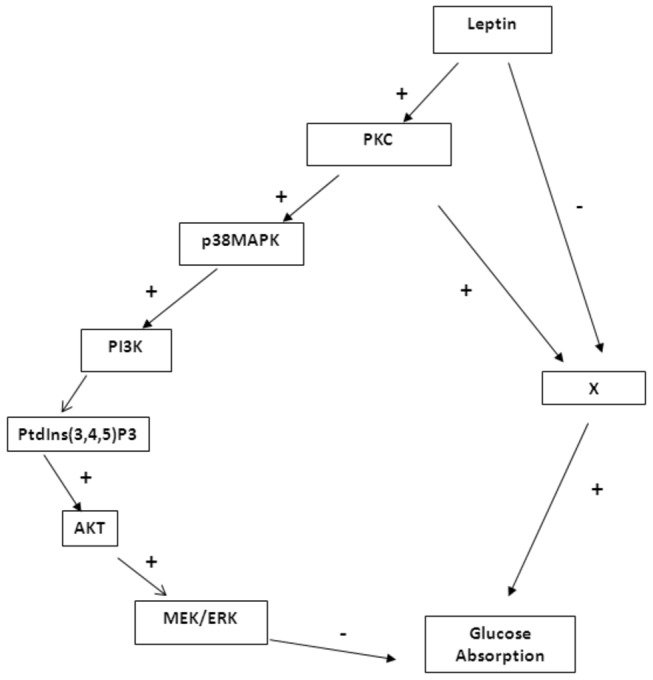 Leptin
+
PKC
+
-
p38MAPK
+
+
PI3K
X
PtdIns(3,4,5)P3
+
+
AKT
+
MEK/ERK
-
Glucose
Absorption